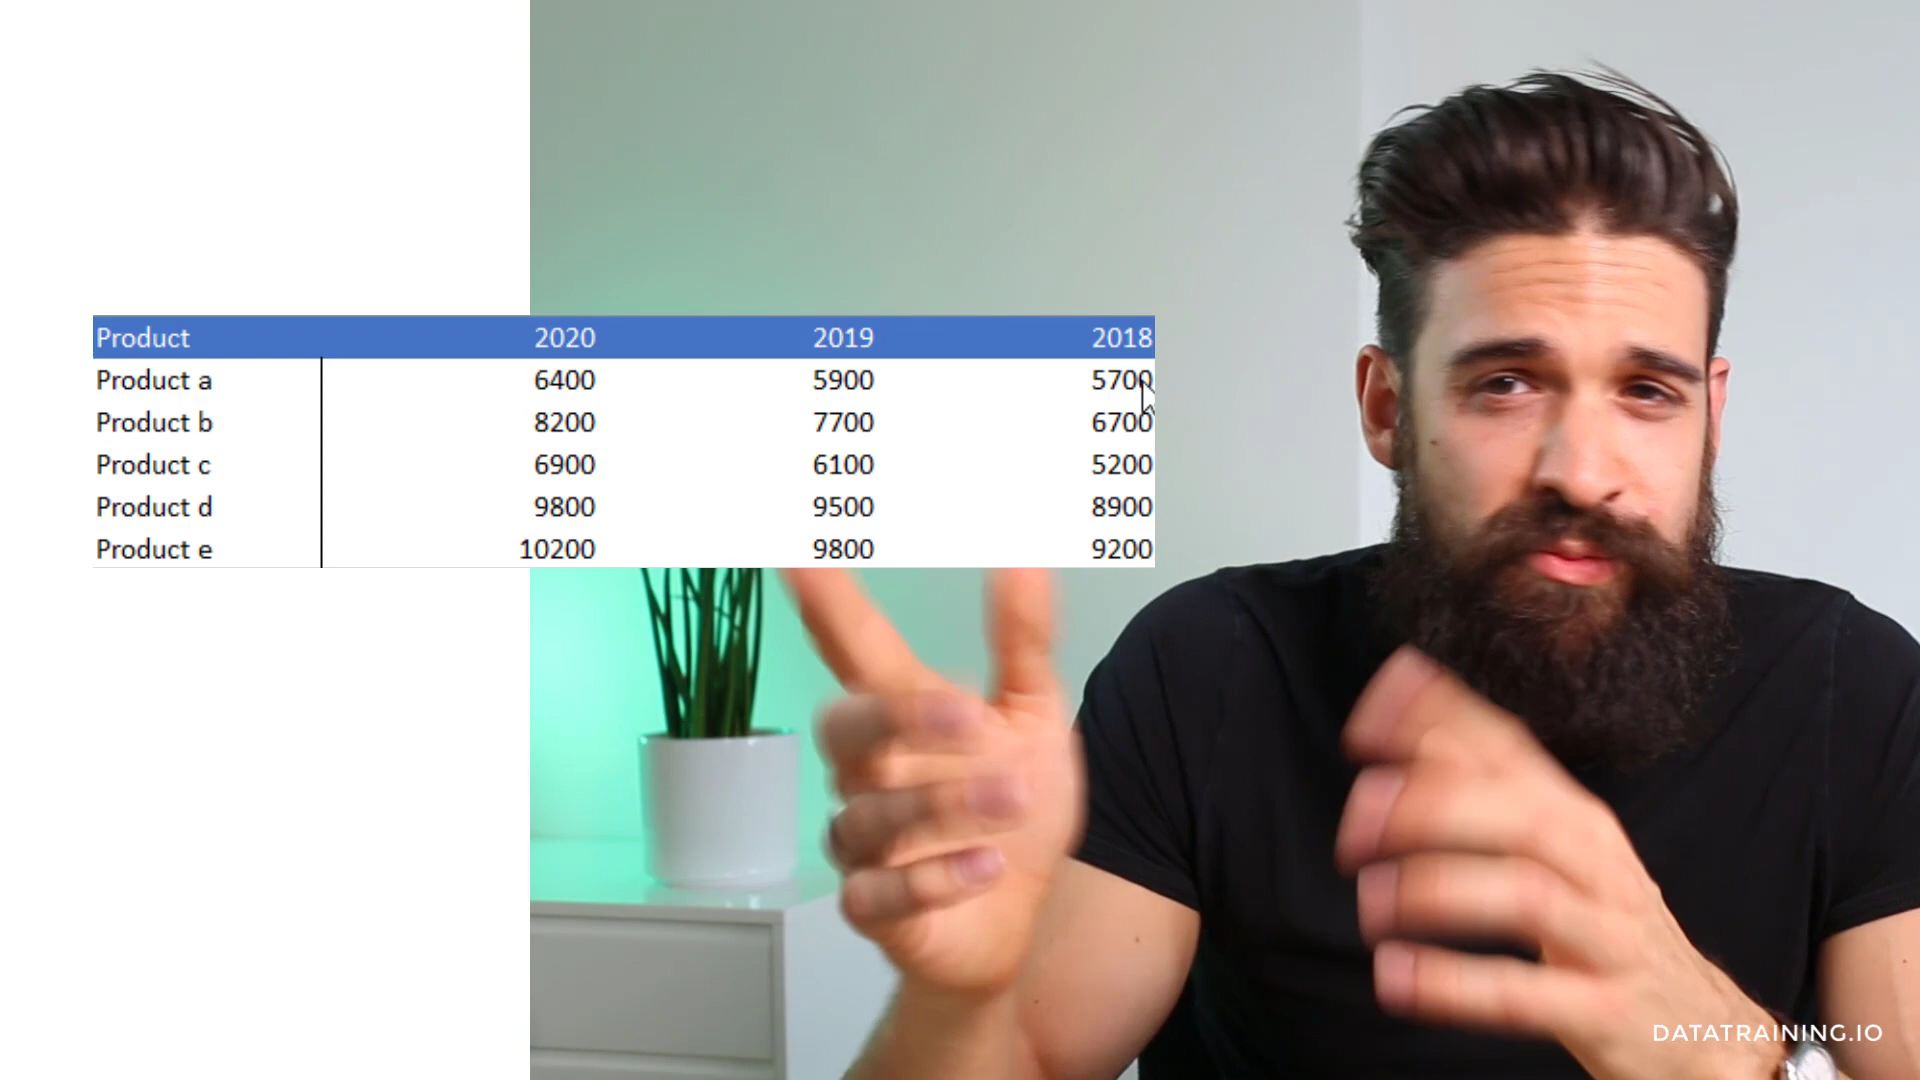 Product 2020 2019 2018
Product a 6400 5900 5700
Product b 8200 7700 6700
Product c 6900 6100 5200
Product d 9800 9500 8900
Product e 10200 9800 9200
DATATRAINING.IO